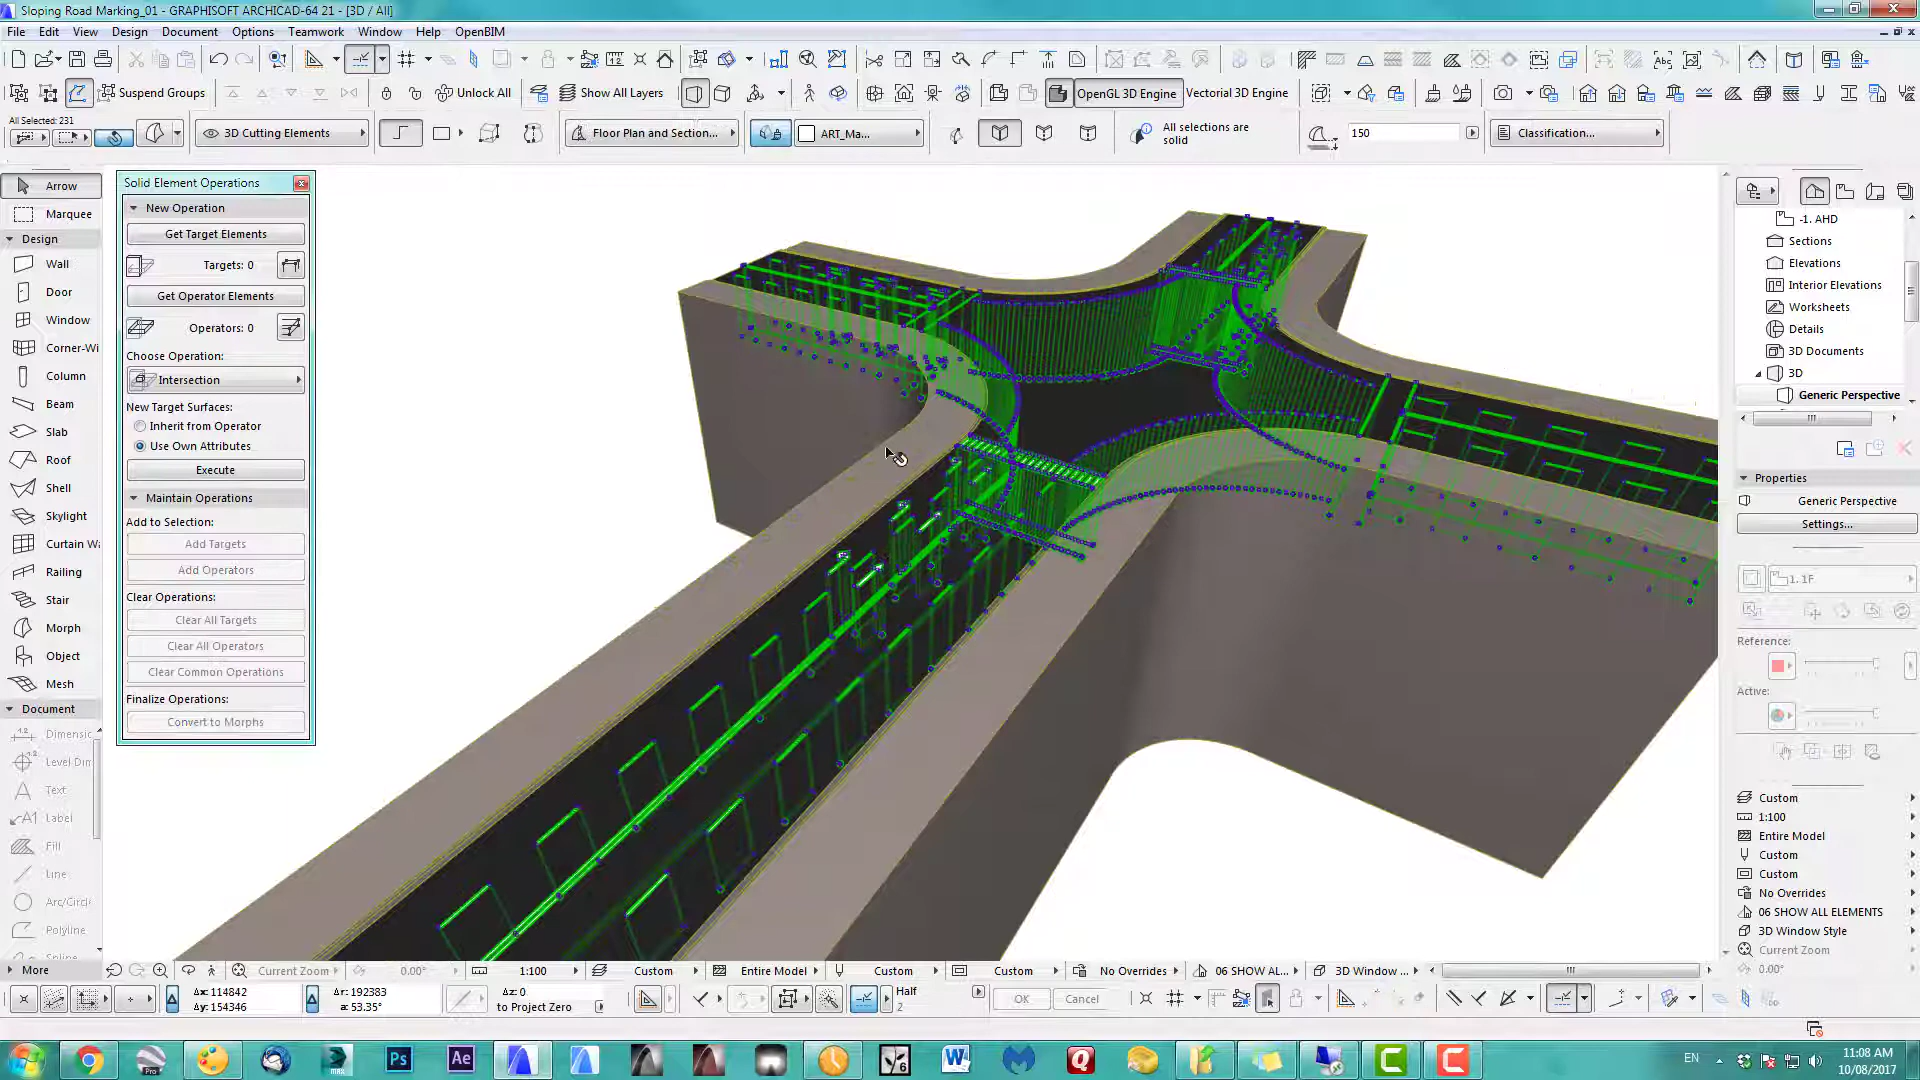 Sloping Road Marking_01 - GRAPHISOFT ARCHICAD-64 21 - [3D / All]
File Edit View Design Document Options Teamwork Window Help OpenBIM
Suspend Groups
Unlock All
Show All Layers
OpenGL 3D Engine
Vectorial 3D Engine
All Selected: 231
3D Cutting Elements
Floor Plan and Section...
ART_Ma...
All selections are solid
150
Classification...
Arrow
Marquee
Design
Wall
Door
Window
Corner-Wi
Column
Beam
Slab
Roof
Shell
Skylight
Curtain Wa
Railing
Stair
Morph
Object
Mesh
Document
Dimensic
Level Dim
Text
Label
Fill
Line
Arc/Circl
Polyline
Spline
More
Solid Element Operations
New Operation
Get Target Elements
Targets: 0
Get Operator Elements
Operators: 0
Choose Operation:
Intersection
New Target Surfaces:
Inherit from Operator
Use Own Attributes
Execute
Maintain Operations
Add to Selection:
Add Targets
Add Operators
Clear Operations:
Clear All Targets
Clear All Operators
Clear Common Operations
Finalize Operations:
Convert to Morphs
-1. AHD
Sections
Elevations
Interior Elevations
Worksheets
Details
3D Documents
3D
Generic Perspective
Properties
Generic Perspective
Settings...
1. 1F
Reference:
Active:
Custom
1:100
Entire Model
Custom
Custom
No Overrides
06 SHOW ALL ELEMENTS
3D Window Style
Current Zoom
0.00°
Current Zoom
0.00°
1:100
Custom
Entire Model
Custom
Custom
No Overrides
06 SHOW AL...
3D Window ...
Δx: 114842
Δy: 154346
Δr: 192383
a: 53.35°
Δz: 0
to Project Zero
Half
2
OK
Cancel
EN
11:08 AM
10/08/2017